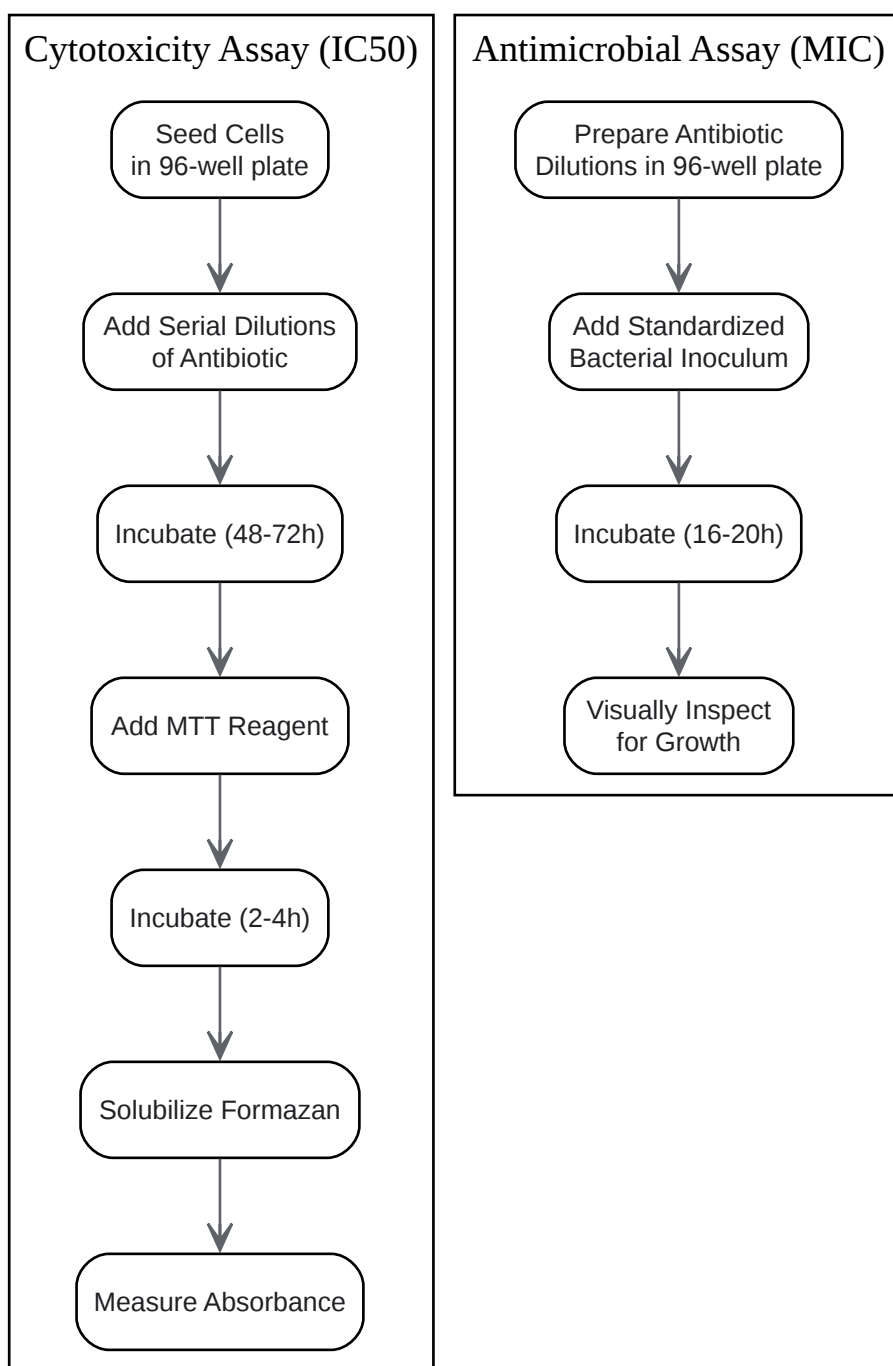 Cytotoxicity Assay (IC50)
Seed Cells
in 96-well plate
Add Serial Dilutions
of Antibiotic
Incubate (48-72h)
Add MTT Reagent
Incubate (2-4h)
Solubilize Formazan
Measure Absorbance
Antimicrobial Assay (MIC)
Prepare Antibiotic
Dilutions in 96-well plate
Add Standardized
Bacterial Inoculum
Incubate (16-20h)
Visually Inspect
for Growth